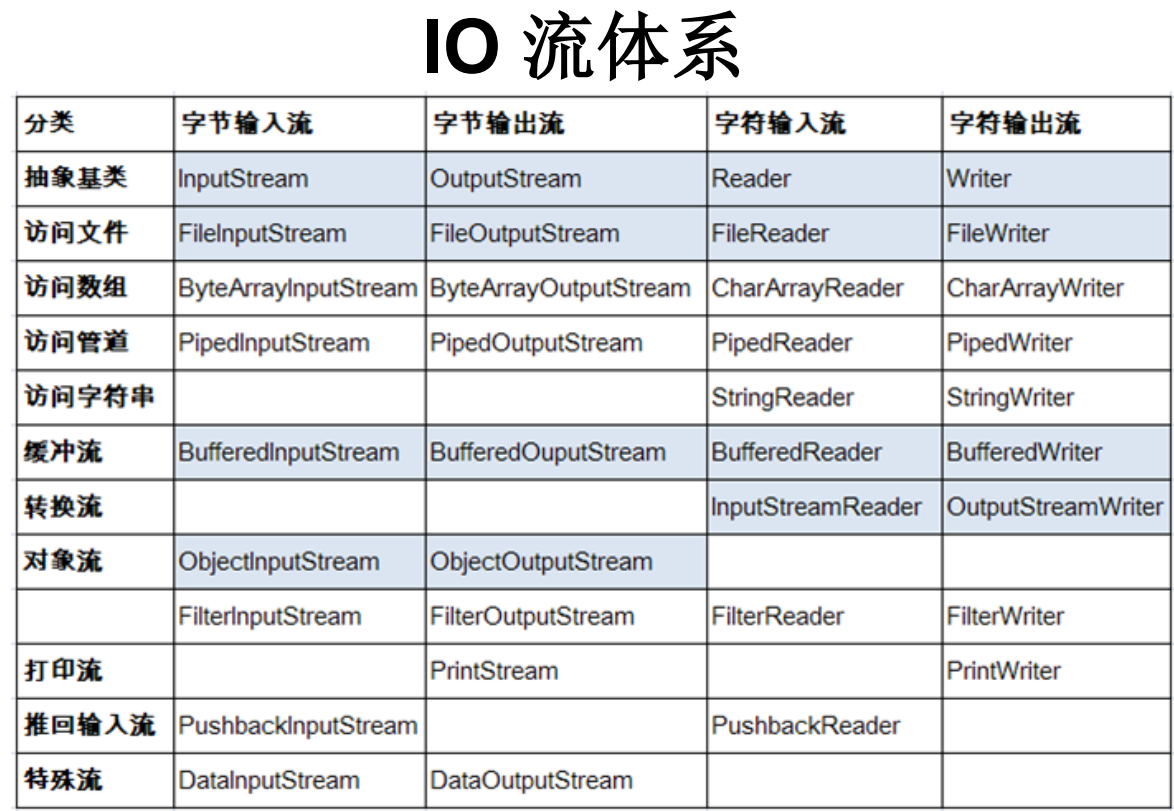 IO 流体系
分类 字节输入流 字节输出流 字符输入流 字符输出流
抽象基类 InputStream OutputStream Reader Writer
访问文件 FileInputStream FileOutputStream FileReader FileWriter
访问数组 ByteArrayInputStream ByteArrayOutputStream CharArrayReader CharArrayWriter
访问管道 PipedInputStream PipedOutputStream PipedReader PipedWriter
访问字符串 StringReader StringWriter
缓冲流 BufferedInputStream BufferedOuputStream BufferedReader BufferedWriter
转换流 InputStreamReader OutputStreamWriter
对象流 ObjectInputStream ObjectOutputStream
FilterInputStream FilterOutputStream FilterReader FilterWriter
打印流 PrintStream PrintWriter
推回输入流 PushbackInputStream PushbackReader
特殊流 DataInputStream DataOutputStream